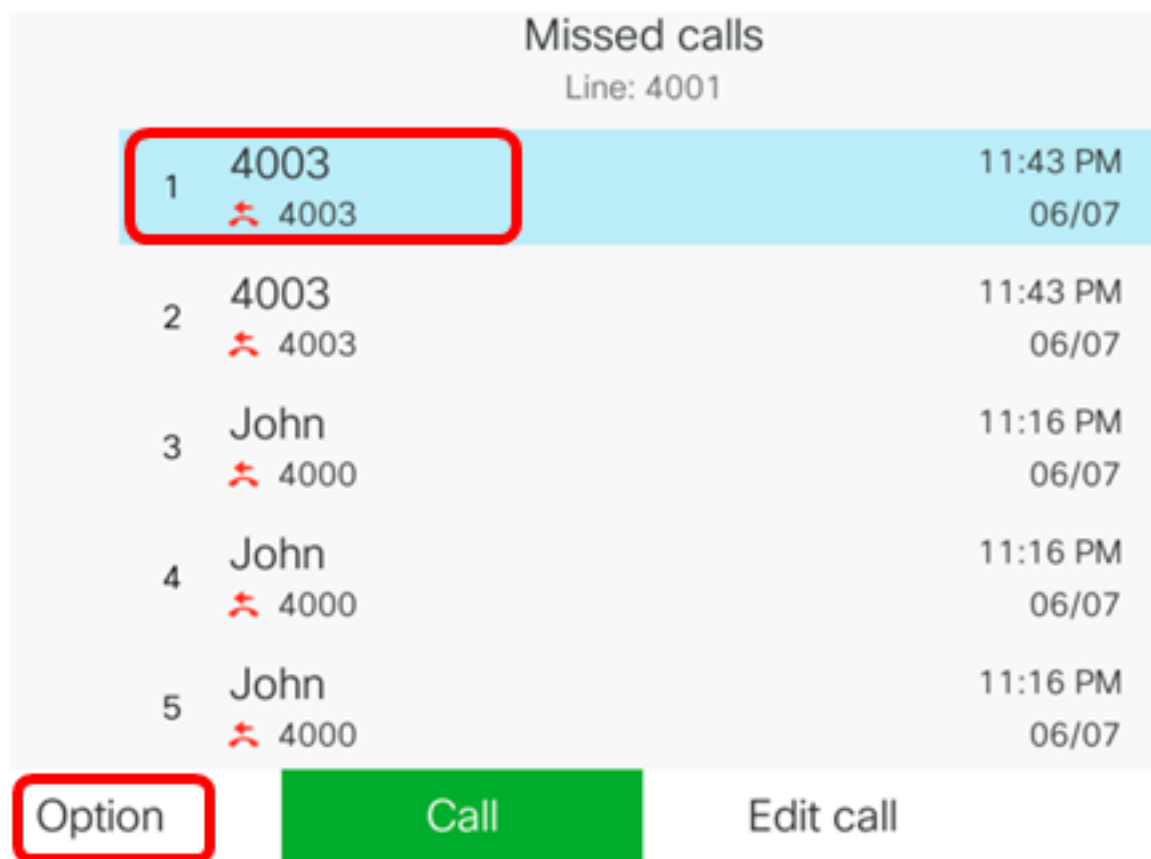 Missed calls
Line: 4001
1 4003 11:43 PM
4003 06/07
2 4003 11:43 PM
4003 06/07
3 John 11:16 PM
4000 06/07
4 John 11:16 PM
4000 06/07
5 John 11:16 PM
4000 06/07
Option Call Edit call